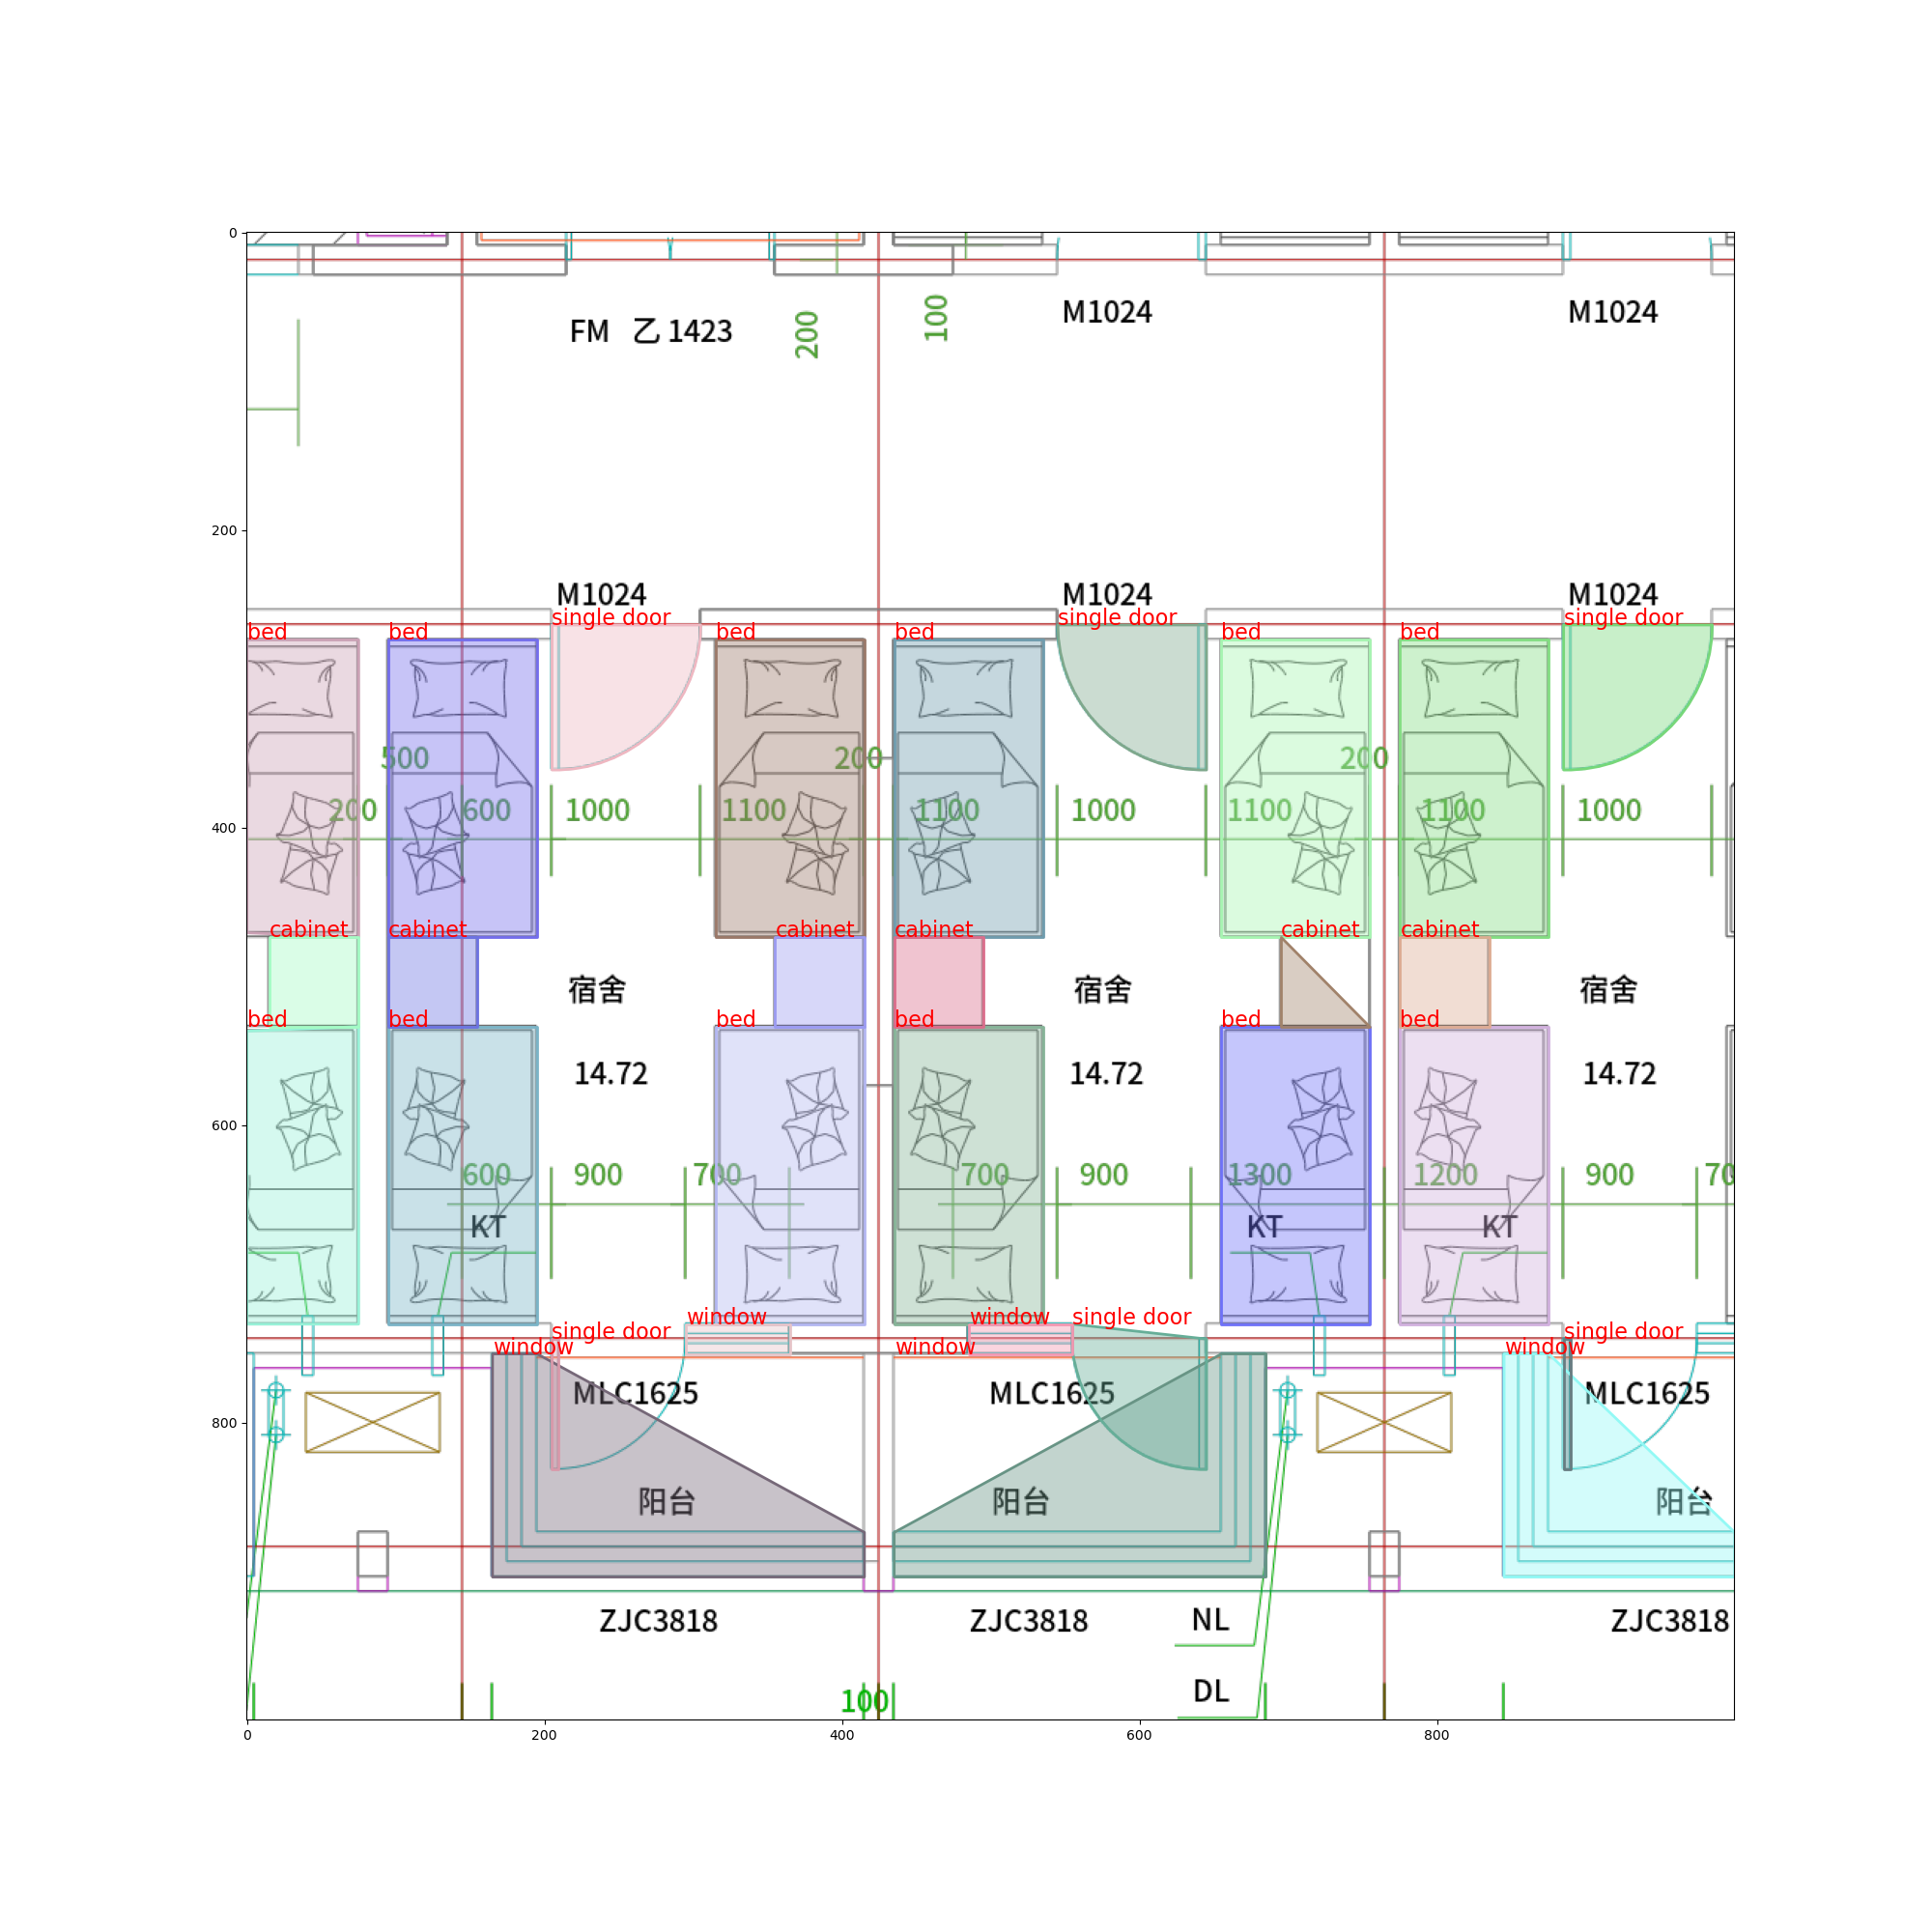 0
200
400
600
800
0
200
400
600
800
FM 乙 1423
200
100
M1024
M1024
M1024
M1024
M1024
single door
single door
single door
bed
bed
bed
bed
bed
bed
500
200
200
200
600
1000
1100
1100
1000
1100
1100
1000
cabinet
cabinet
cabinet
cabinet
cabinet
cabinet
宿舍
宿舍
宿舍
bed
bed
bed
bed
bed
bed
14.72
14.72
14.72
600
900
700
700
900
1300
1200
900
70
KT
KT
KT
window
window
single door
single door
single door
window
window
window
MLC1625
MLC1625
MLC1625
阳台
阳台
阳台
ZJC3818
ZJC3818
ZJC3818
NL
DL
100